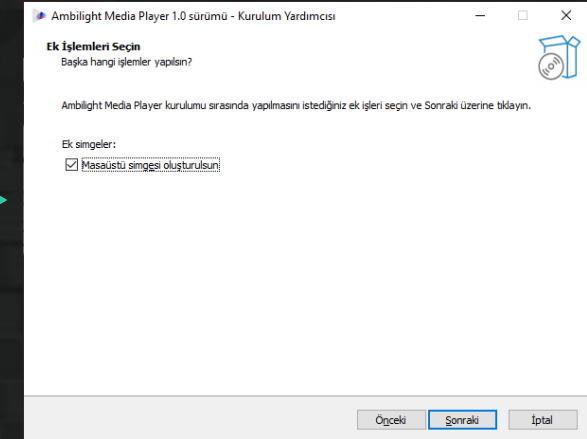 Ambilight Media Player 1.0 sürümü - Kurulum Yardımcısı
Ek İşlemleri Seçin
Başka hangi işlemler yapılsın?
Ambilight Media Player kurulumu sırasında yapılmasını istediğiniz ek işleri seçin ve Sonraki üzerine tıklayın.
Ek simgeler:
Masaüstü simgesi oluşturulsun
Önceki
Sonraki
İptal